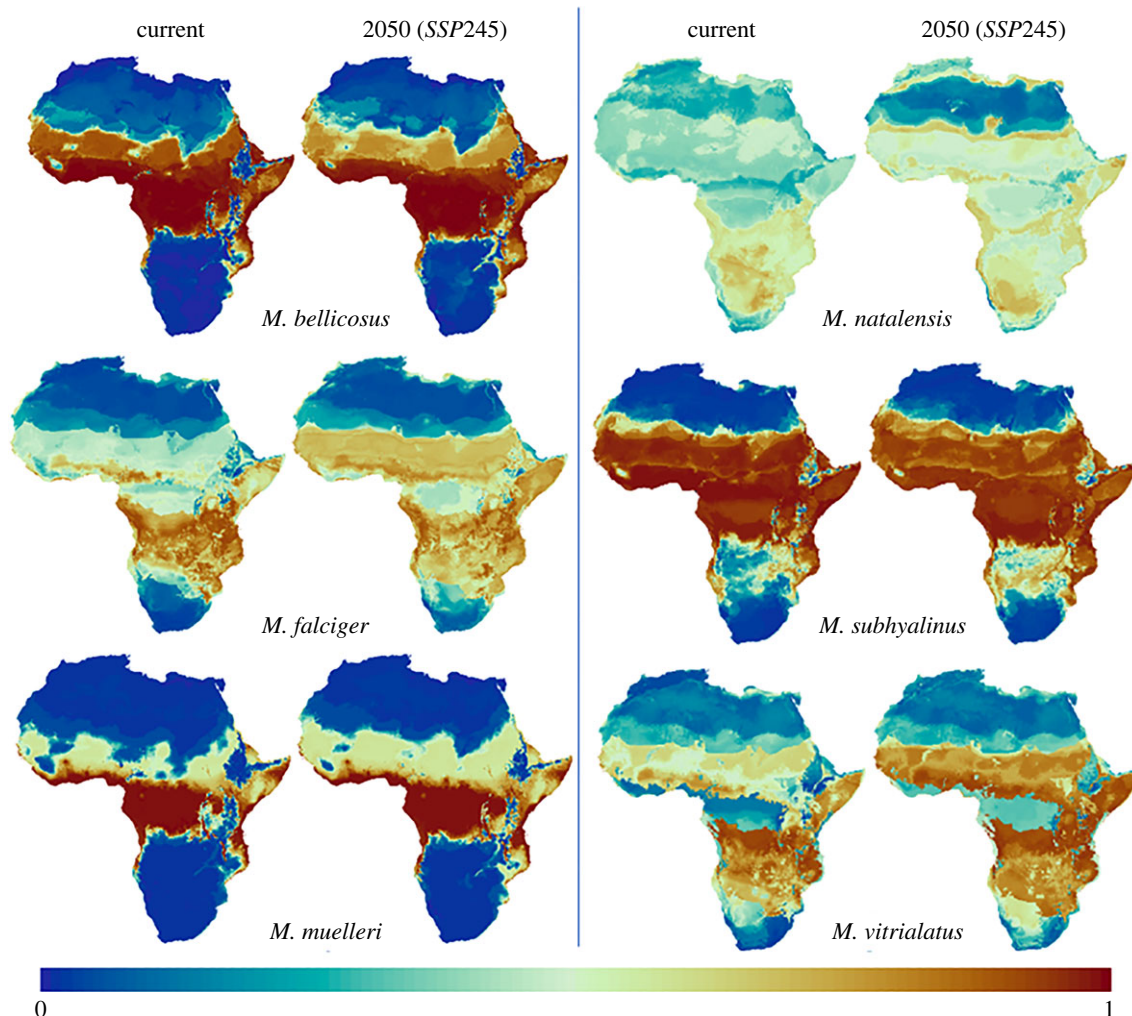 current 2050 (SSP245) current 2050 (SSP245)
M. bellicosus M. natalensis
M. falciger M. subhyalinus
M. muelleri M. vitrialatus
0 1